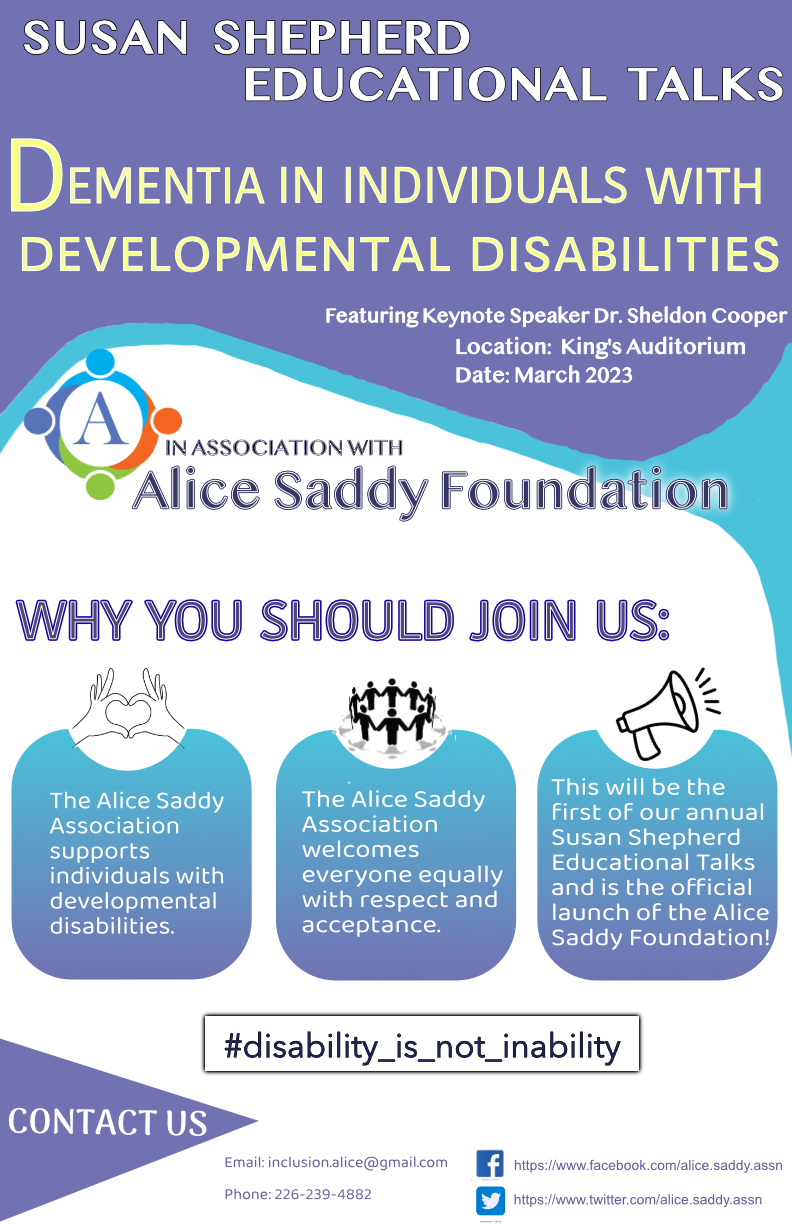 SUSAN SHEPHERD
EDUCATIONAL TALKS
DEMENTIA IN INDIVIDUALS WITH
DEVELOPMENTAL DISABILITIES
Featuring Keynote Speaker Dr. Sheldon Cooper
Location: King's Auditorium
Date: March 2023
A
IN ASSOCIATION WITH
Alice Saddy Foundation
WHY YOU SHOULD JOIN US:
The Alice Saddy
Association
supports
individuals with
developmental
disabilities.
The Alice Saddy
Association
welcomes
everyone equally
with respect and
acceptance.
This will be the
first of our annual
Susan Shepherd
Educational Talks
and is the official
launch of the Alice
Saddy Foundation!
#disability_is_not_inability
CONTACT US
Email: inclusion.alice@gmail.com
Phone: 226-239-4882
https://www.facebook.com/alice.saddy.assn
https://www.twitter.com/alice.saddy.assn